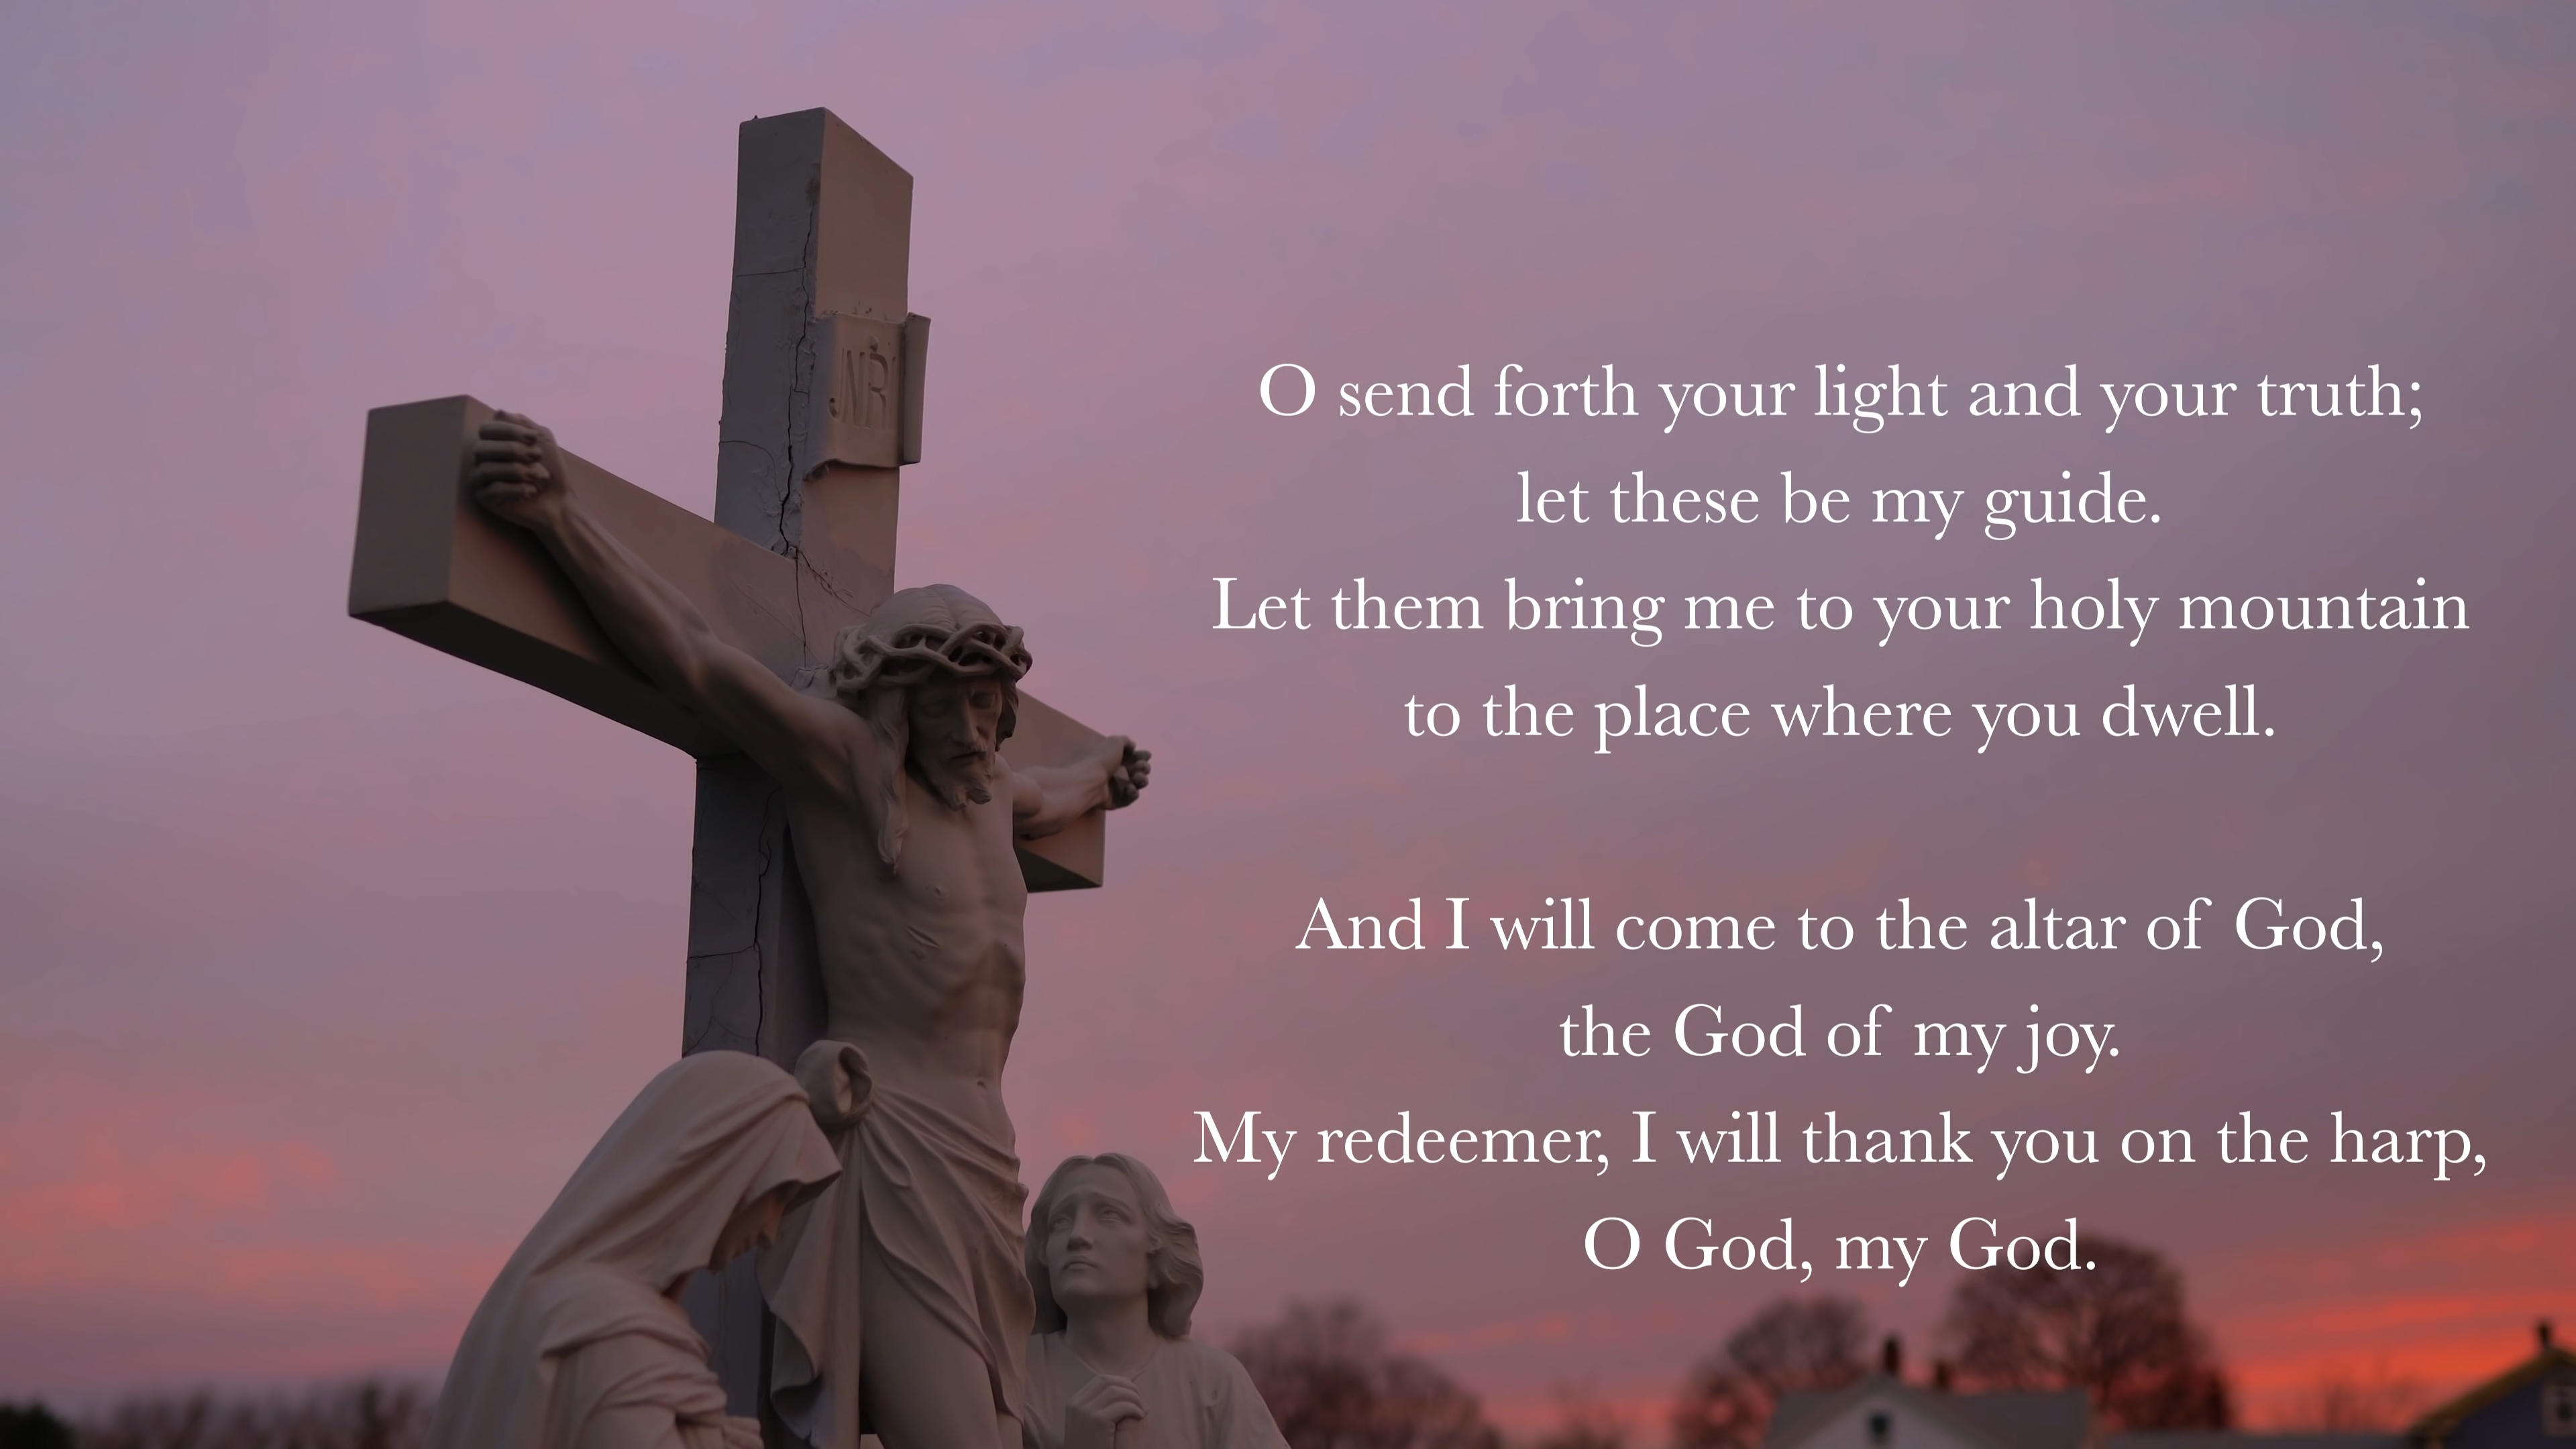 JNRI
O send forth your light and your truth;
let these be my guide.
Let them bring me to your holy mountain
to the place where you dwell.
And I will come to the altar of God,
the God of my joy.
My redeemer, I will thank you on the harp,
O God, my God.